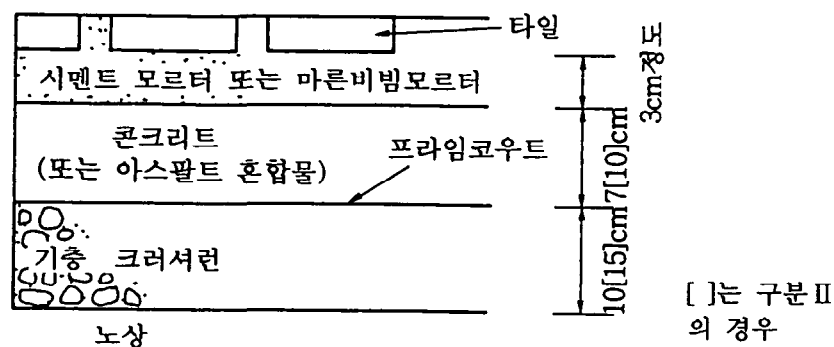 타일
시멘트 모르터 또는 마른비빔모르터
3cm정도
콘크리트
(또는 아스팔트 혼합물)
프라임코우트
7[10]cm
기층 크러셔런
10[15]cm
노상
[ ]는 구분Ⅱ
의 경우